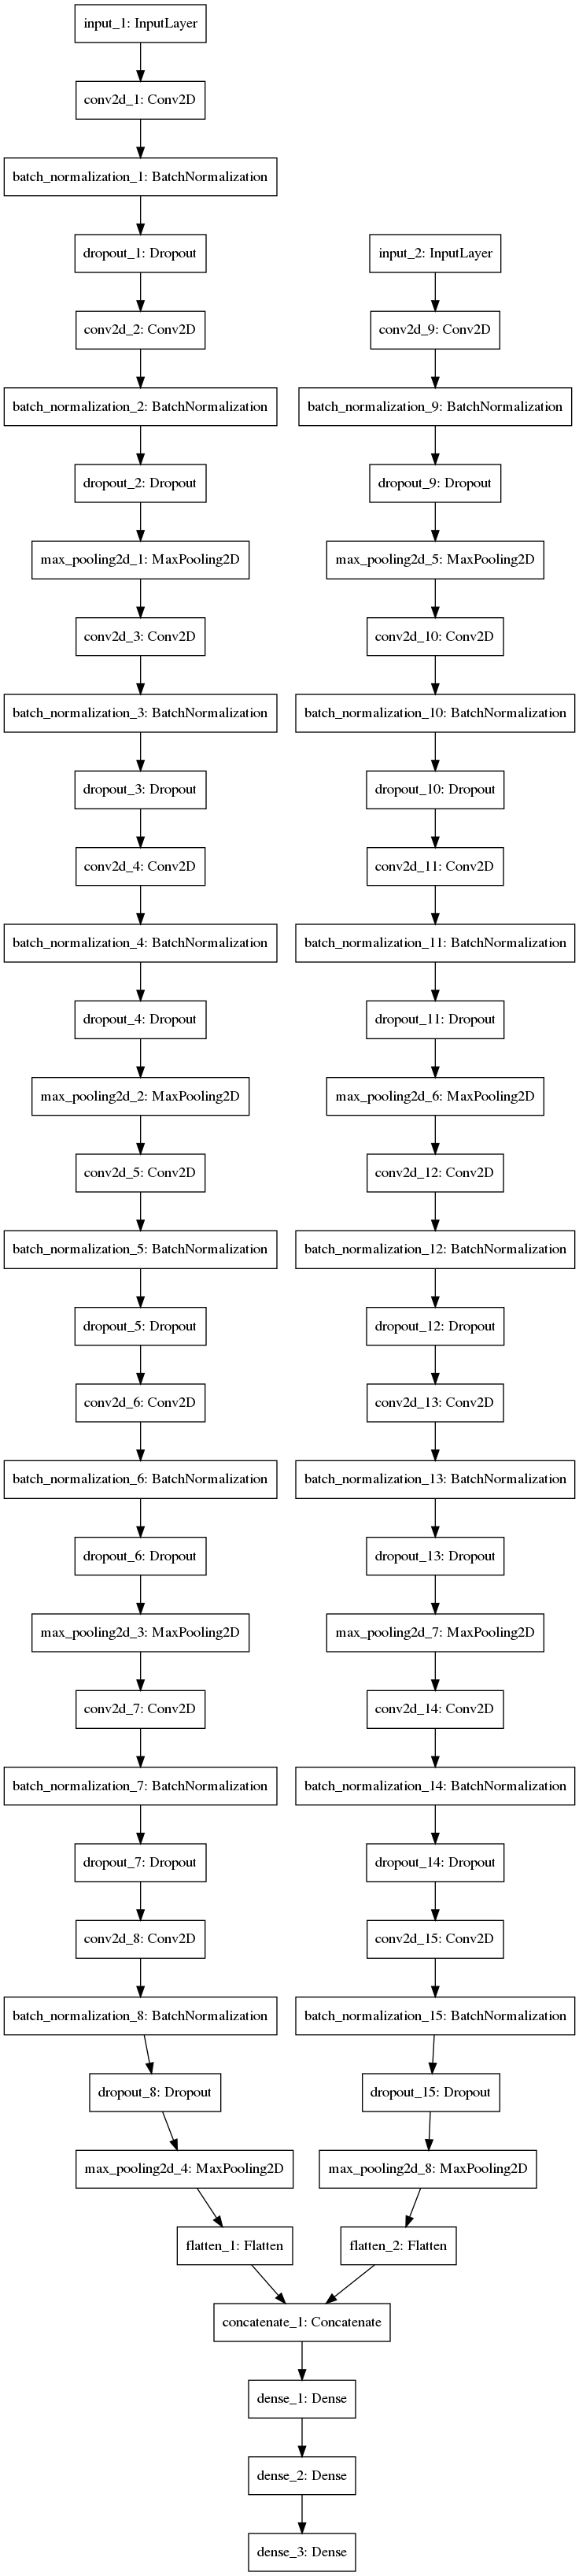 input_1: InputLayer
conv2d_1: Conv2D
batch_normalization_1: BatchNormalization
dropout_1: Dropout
conv2d_2: Conv2D
batch_normalization_2: BatchNormalization
dropout_2: Dropout
max_pooling2d_1: MaxPooling2D
conv2d_3: Conv2D
batch_normalization_3: BatchNormalization
dropout_3: Dropout
conv2d_4: Conv2D
batch_normalization_4: BatchNormalization
dropout_4: Dropout
max_pooling2d_2: MaxPooling2D
conv2d_5: Conv2D
batch_normalization_5: BatchNormalization
dropout_5: Dropout
conv2d_6: Conv2D
batch_normalization_6: BatchNormalization
dropout_6: Dropout
max_pooling2d_3: MaxPooling2D
conv2d_7: Conv2D
batch_normalization_7: BatchNormalization
dropout_7: Dropout
conv2d_8: Conv2D
batch_normalization_8: BatchNormalization
dropout_8: Dropout
max_pooling2d_4: MaxPooling2D
flatten_1: Flatten
input_2: InputLayer
conv2d_9: Conv2D
batch_normalization_9: BatchNormalization
dropout_9: Dropout
max_pooling2d_5: MaxPooling2D
conv2d_10: Conv2D
batch_normalization_10: BatchNormalization
dropout_10: Dropout
conv2d_11: Conv2D
batch_normalization_11: BatchNormalization
dropout_11: Dropout
max_pooling2d_6: MaxPooling2D
conv2d_12: Conv2D
batch_normalization_12: BatchNormalization
dropout_12: Dropout
conv2d_13: Conv2D
batch_normalization_13: BatchNormalization
dropout_13: Dropout
max_pooling2d_7: MaxPooling2D
conv2d_14: Conv2D
batch_normalization_14: BatchNormalization
dropout_14: Dropout
conv2d_15: Conv2D
batch_normalization_15: BatchNormalization
dropout_15: Dropout
max_pooling2d_8: MaxPooling2D
flatten_2: Flatten
concatenate_1: Concatenate
dense_1: Dense
dense_2: Dense
dense_3: Dense